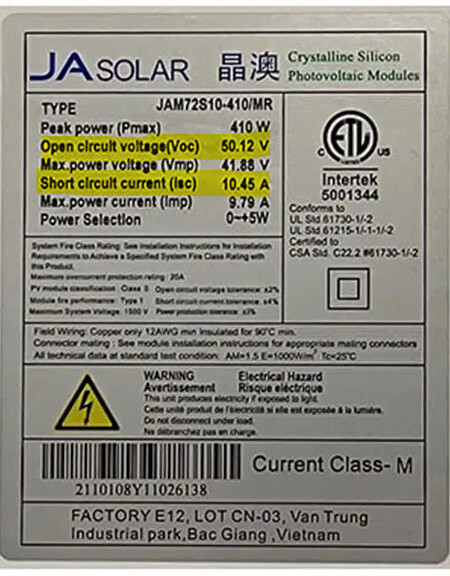 JA SOLAR 晶澳 Crystalline Silicon
Photovoltaic Modules
TYPE JAM72S10-410/MR
Peak power (Pmax) 410 W
Open circuit voltage(Voc) 50.12 V
Max.power voltage (Vmp) 41.88 V
Short circuit current (Isc) 10.45 A
Max.power current (Imp) 9.79 A
Power Selection 0~+5W
C ETL US
Intertek
5001344
Conforms to
UL Std.61730-1/-2
UL Std. 61215-1/-1-1/-2
Certified to
CSA Std. C22.2 #61730-1/-2
System Fire Class Rating: See Installation Instructions for Installation
Requirements to Achieve a Specified System Fire Class Rating with
this Product.
Maximum overcurrent protection rating: 20A
PV module classification: Class II Open circuit voltage tolerance:±2%
Module fire performance: Type 1 Short circuit current tolerance:±4%
Maximum System Voltage: 1500 V Power production tolerance:±3%
Field Wiring: Copper only 12AWG min Insulated for 90℃ min.
Connector mating: See module installation instructions for appropriate mating connectors
All technical data at standard test condition: AM=1.5 E=1000W/m² Tc=25℃
WARNING Electrical Hazard
Avertissement Risque eléctrique
This unit produces electricity if exposed to light.
Cette unité produit de l'électricité si elle est exposée à la lumière.
Do not disconnect under load.
Ne débranchez pas en charge.
2110108Y11026138
Current Class- M
FACTORY E12, LOT CN-03, Van Trung
Industrial park,Bac Giang ,Vietnam